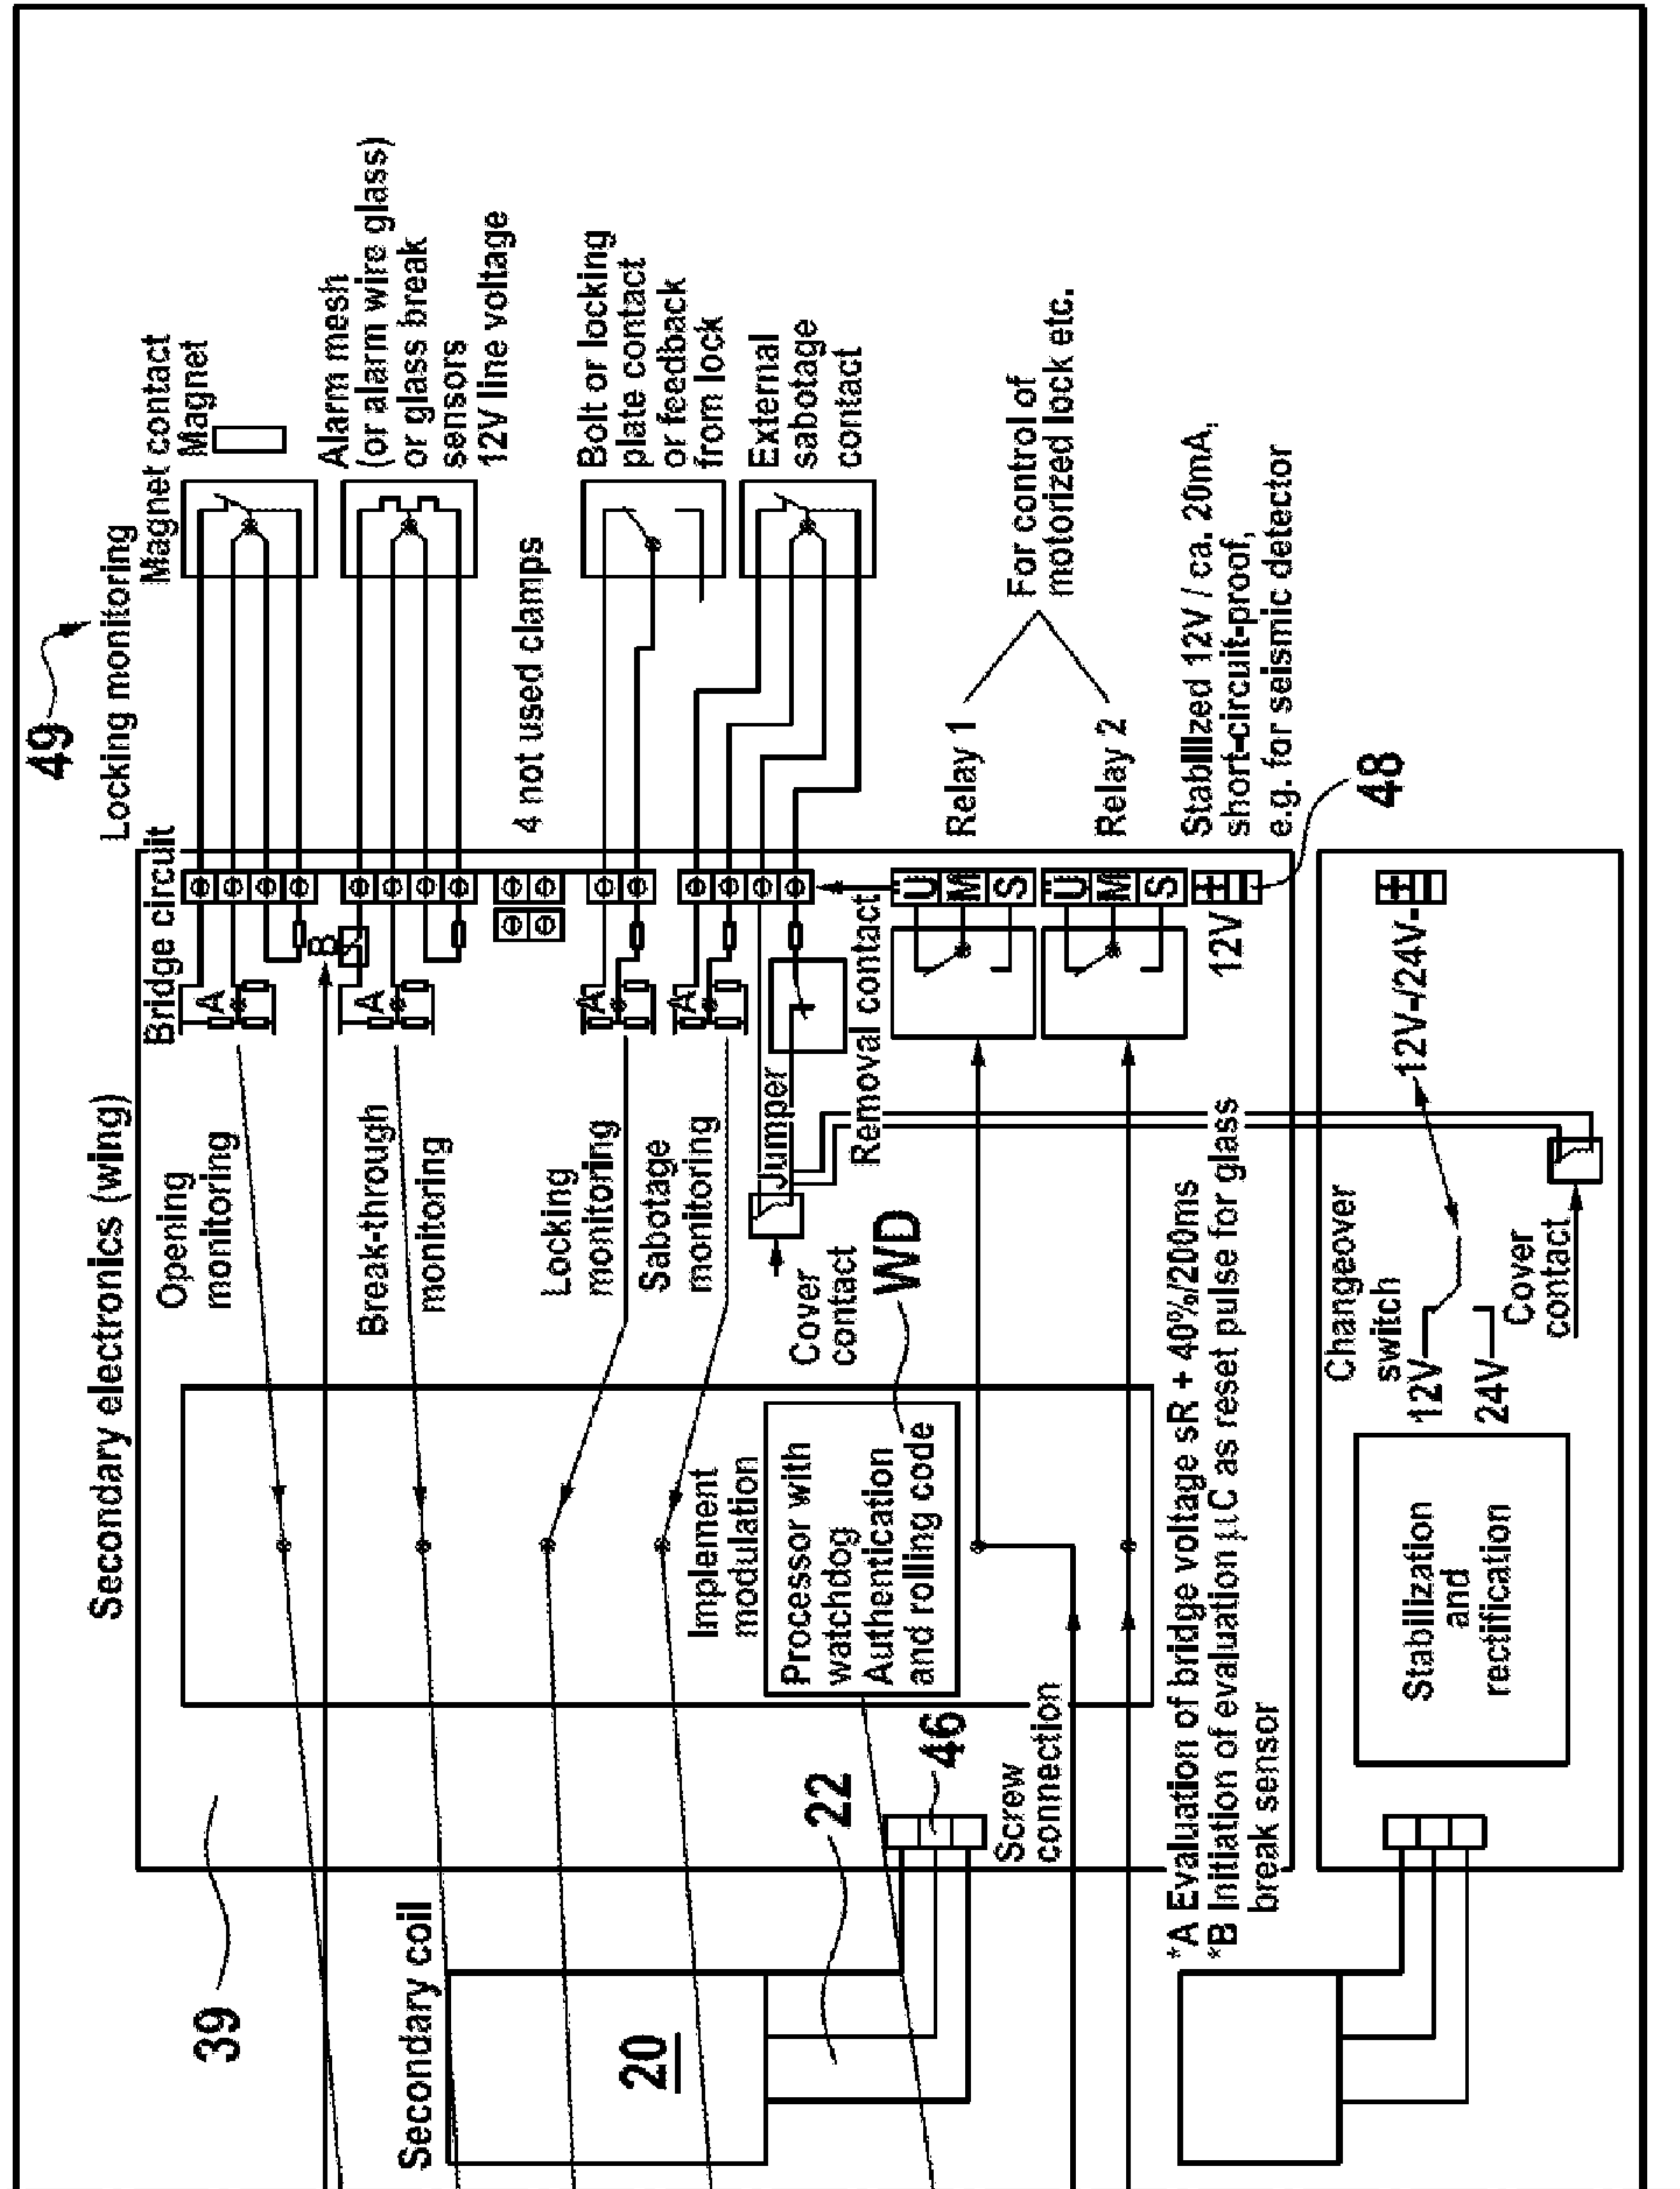 49
Locking monitoring
Magnet contact
Magnet
Alarm mesh
(or alarm wire glass)
or glass break
sensors
12V line voltage
4 not used clamps
Bolt or locking
plate contact
or feedback
from lock
External
sabotage
contact
For control of
motorized lock etc.
Relay 1
Relay 2
Stabilized 12V / ca. 20mA,
short-circuit-proof,
e.g. for seismic detector
48
Secondary electronics (wing)
Bridge circuit
A
B
A
A
A
Opening
monitoring
Break-through
monitoring
Locking
monitoring
Sabotage
monitoring
Jumper
Removal contact
Ü
M
S
Ü
M
S
12V
Cover
contact
WD
Implement
modulation
Processor with
watchdog
Authentication
and rolling code
39
Secondary coil
20
22
46
Screw
connection
*A Evaluation of bridge voltage sR + 40%/200ms
*B Initiation of evaluation µC as reset pulse for glass
break sensor
Changeover
switch
12V
24V
12V-/24V-
Cover
contact
Stabilization
and
rectification